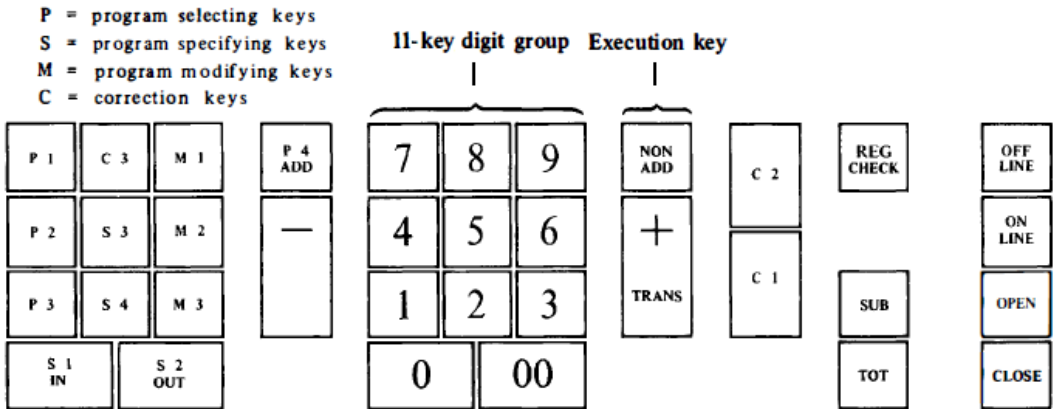 P = program selecting keys
S = program specifying keys
M = program modifying keys
C = correction keys
11-key digit group Execution key
P 1 C 3 M 1 P 4 7 8 9 NON C 2 REG OFF
ADD ADD CHECK LINE
P 2 S 3 M 2 — 4 5 6 + ON
LINE
P 3 S 4 M 3 1 2 3 TRANS C 1 SUB OPEN
S 1 S 2 0 00 TOT CLOSE
IN OUT